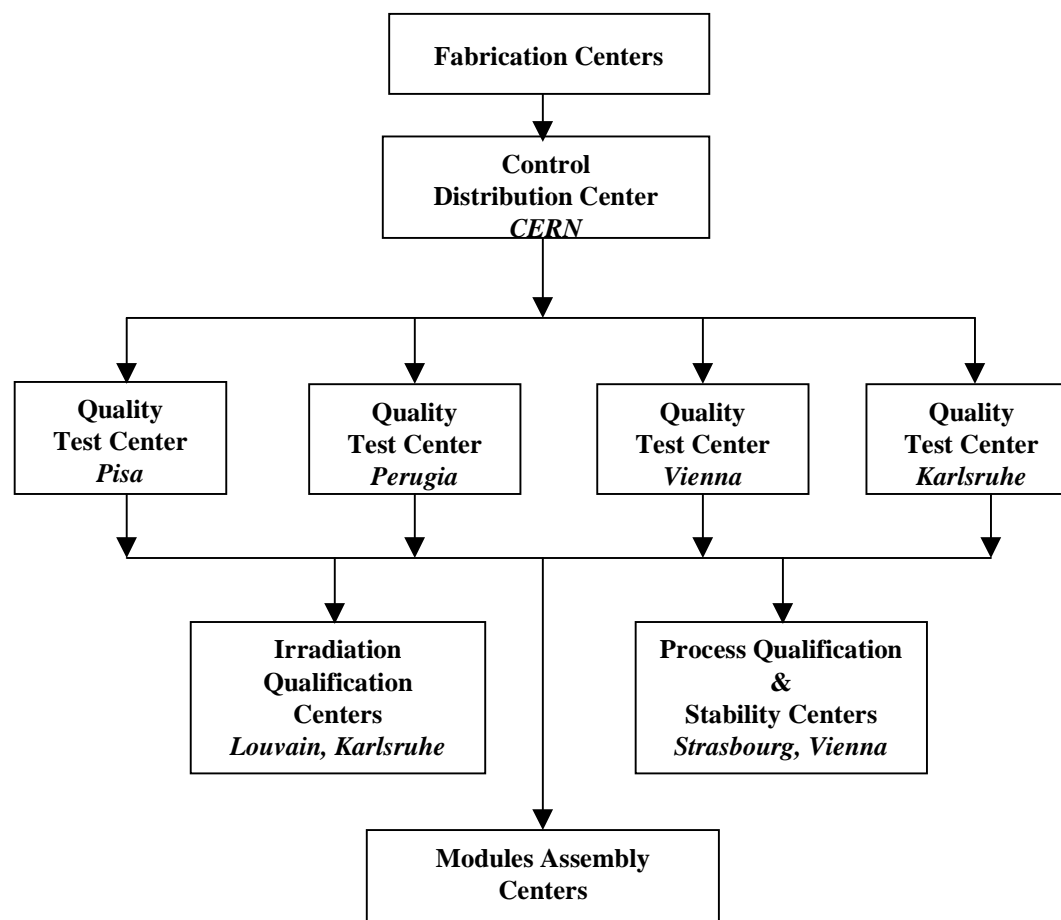 Fabrication Centers
Control
Distribution Center
CERN
Quality
Test Center
Pisa
Quality
Test Center
Perugia
Quality
Test Center
Vienna
Quality
Test Center
Karlsruhe
Irradiation
Qualification
Centers
Louvain, Karlsruhe
Process Qualification
&
Stability Centers
Strasbourg, Vienna
Modules Assembly
Centers